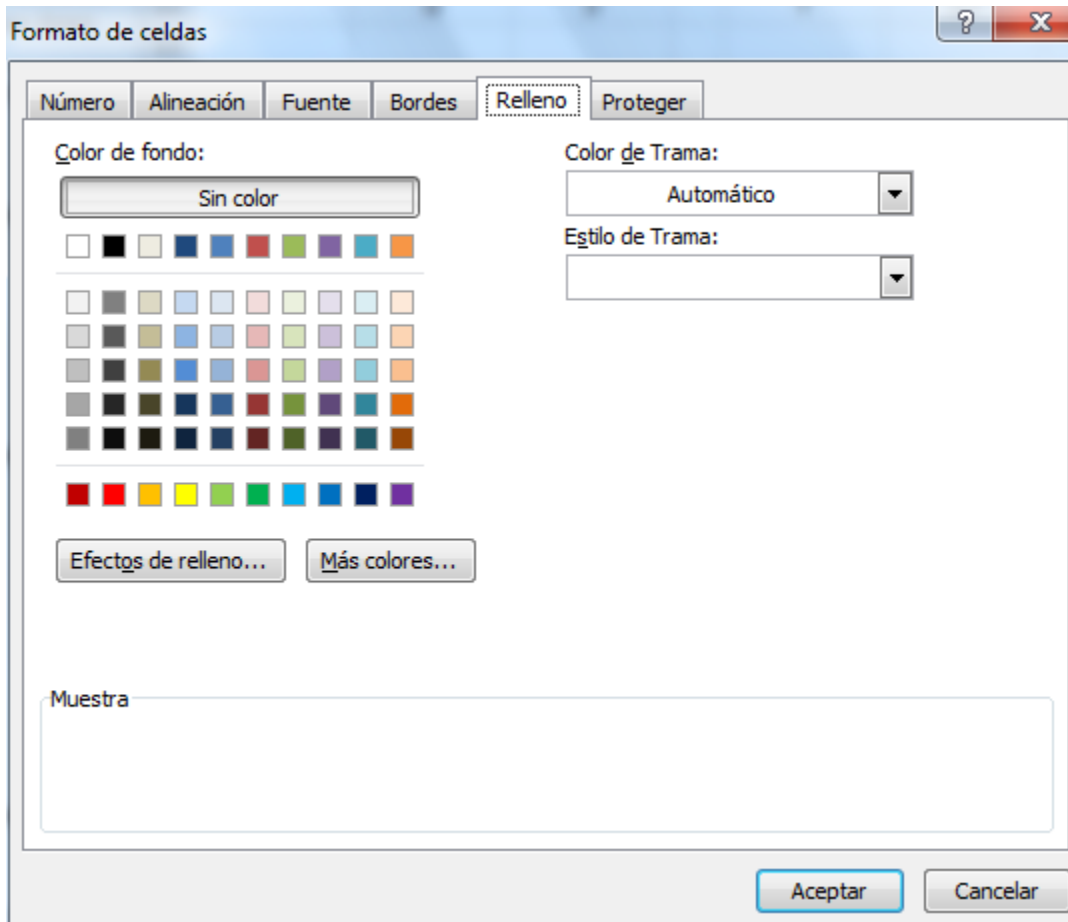 Formato de celdas
Número Alineación Fuente Bordes Relleno Proteger
Color de fondo:
Sin color
Color de Trama:
Automático
Estilo de Trama:
Efectos de relleno... Más colores...
Muestra
Aceptar Cancelar